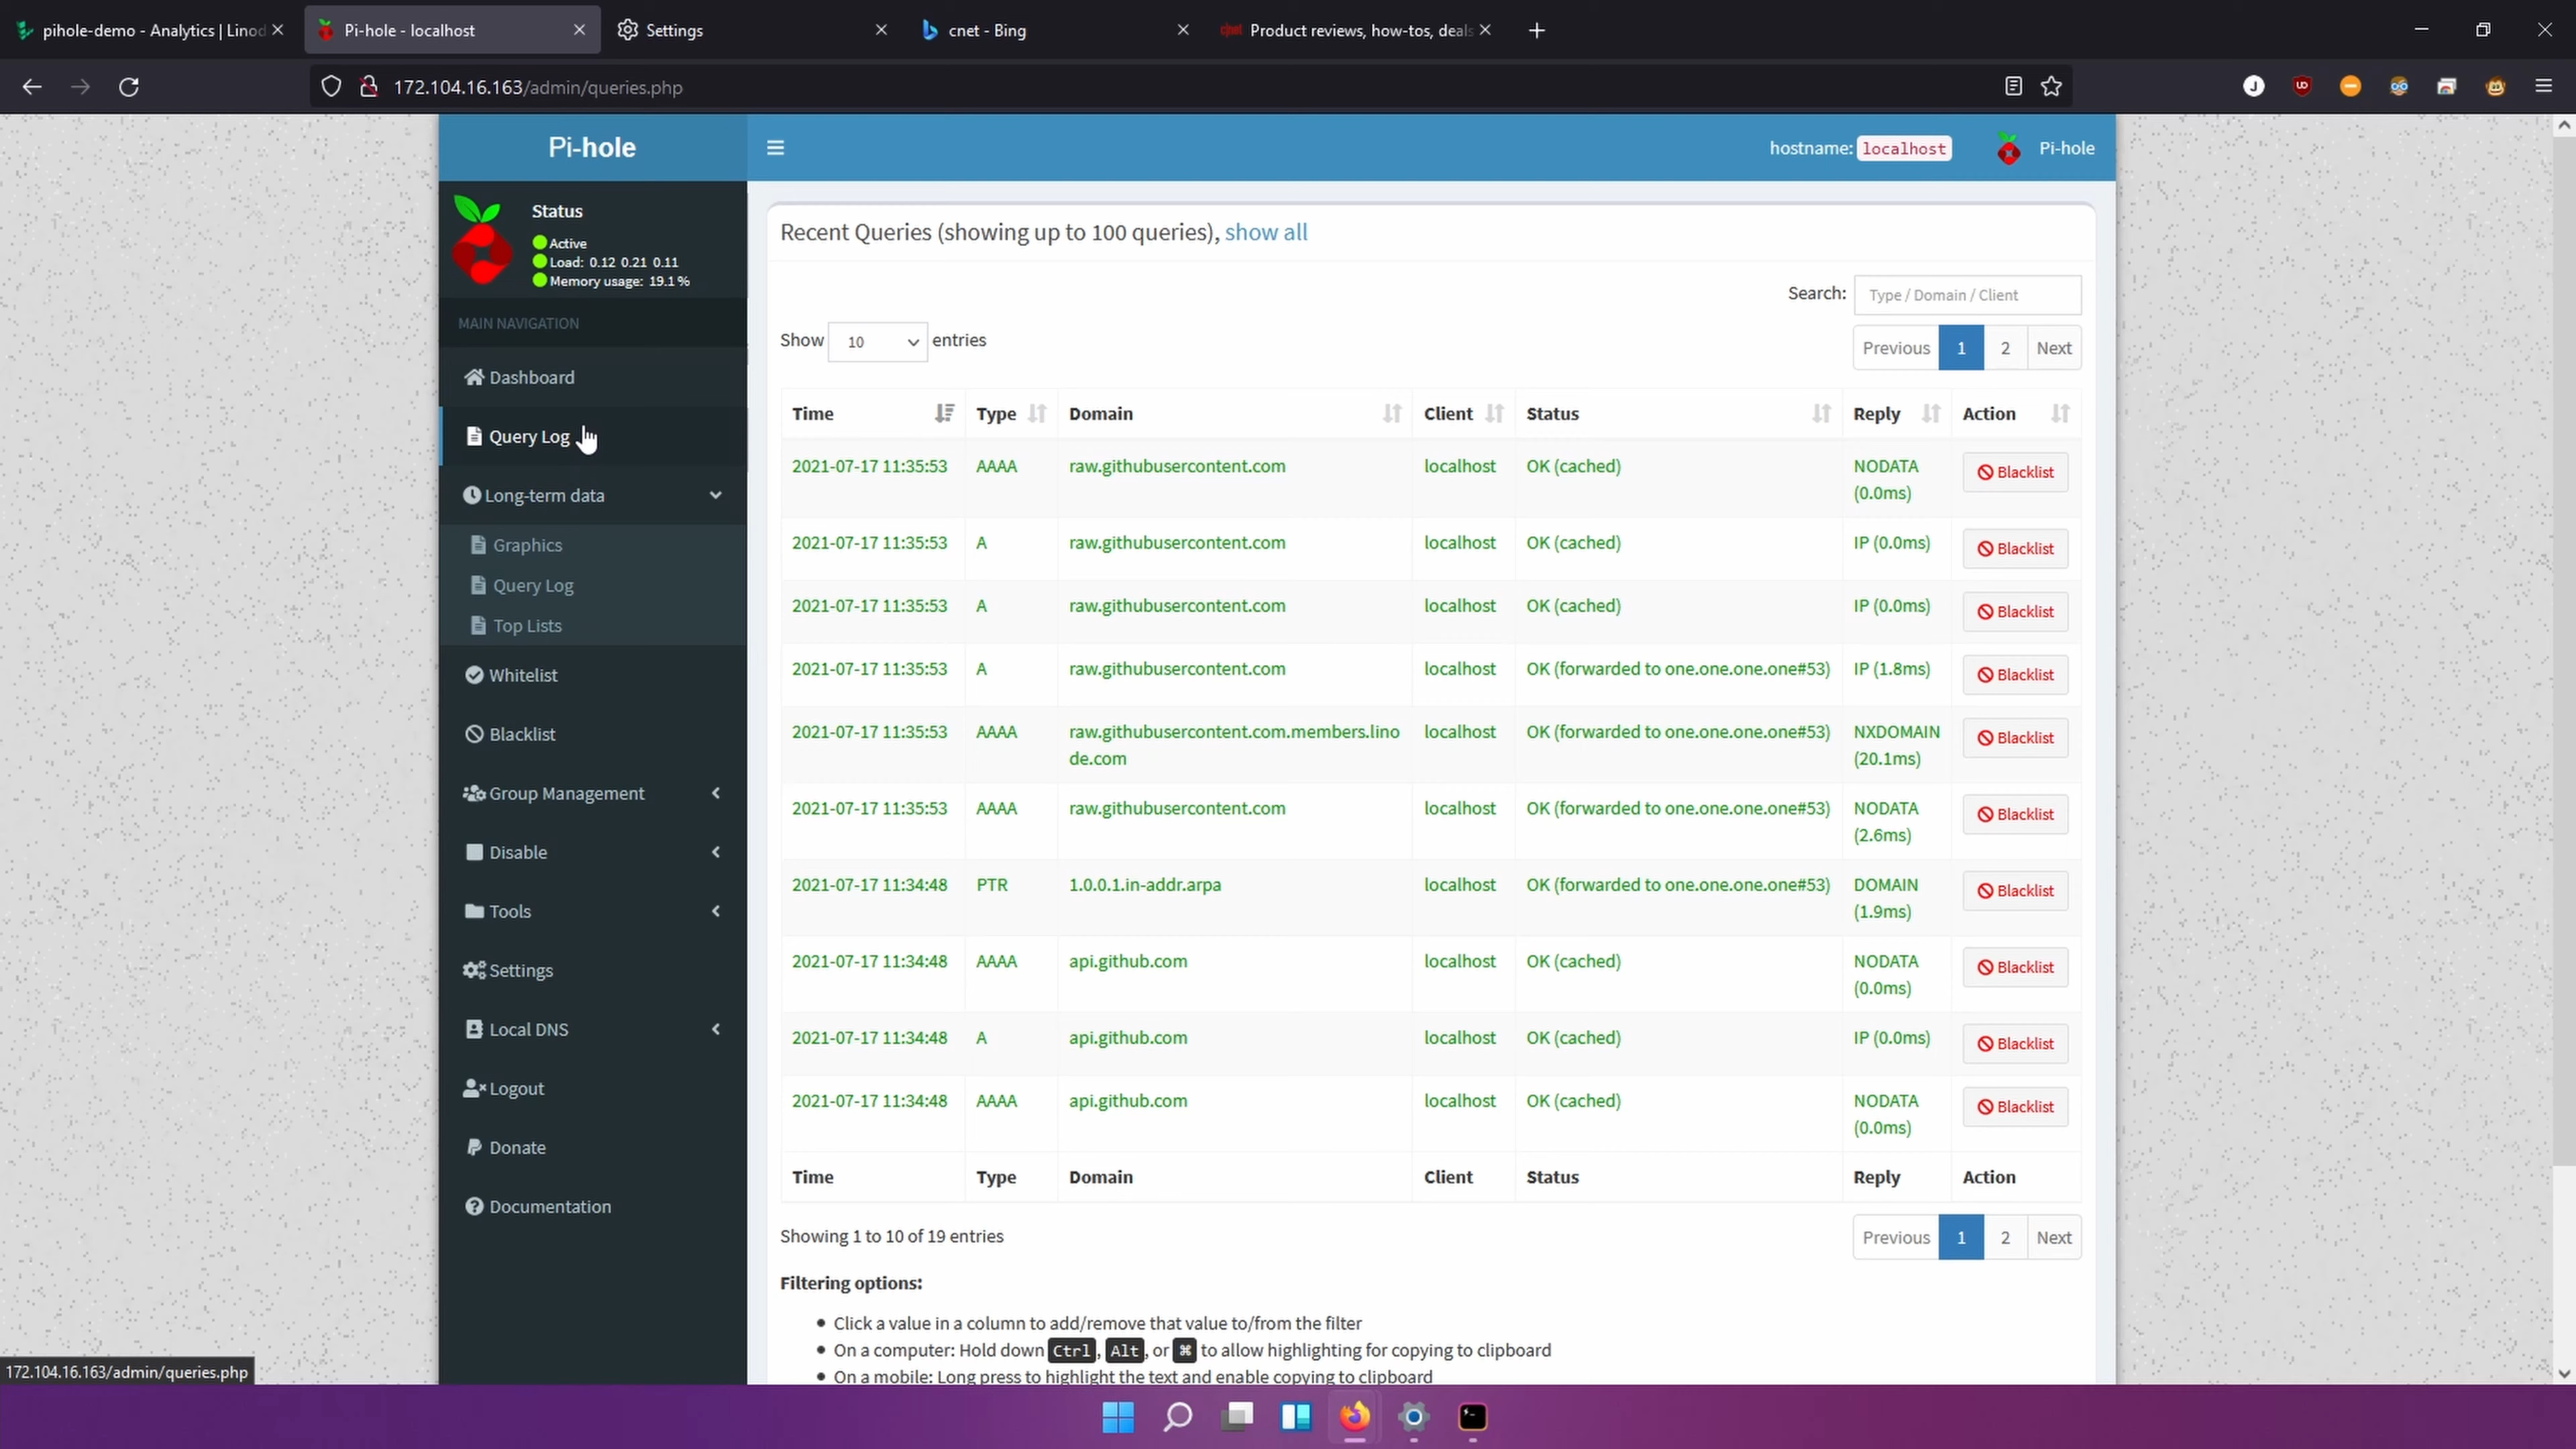 pihole-demo - Analytics | Linod
Pi-hole - localhost
Settings
cnet - Bing
Product reviews, how-tos, deals
172.104.16.163/admin/queries.php
Pi-hole
hostname: localhost
Pi-hole
Status
Active
Load: 0.12 0.21 0.11
Memory usage: 19.1 %
MAIN NAVIGATION
Dashboard
Query Log
Long-term data
Graphics
Query Log
Top Lists
Whitelist
Blacklist
Group Management
Disable
Tools
Settings
Local DNS
Logout
Donate
Documentation
Recent Queries (showing up to 100 queries), show all
Search: Type / Domain / Client
Show 10 entries
Previous 1 2 Next
Time Type Domain Client Status Reply Action
2021-07-17 11:35:53 AAAA raw.githubusercontent.com localhost OK (cached) NODATA Blacklist
(0.0ms)
2021-07-17 11:35:53 A raw.githubusercontent.com localhost OK (cached) IP (0.0ms) Blacklist
2021-07-17 11:35:53 A raw.githubusercontent.com localhost OK (cached) IP (0.0ms) Blacklist
2021-07-17 11:35:53 A raw.githubusercontent.com localhost OK (forwarded to one.one.one.one#53) IP (1.8ms) Blacklist
2021-07-17 11:35:53 AAAA raw.githubusercontent.com.members.lino localhost OK (forwarded to one.one.one.one#53) NXDOMAIN Blacklist
de.com (20.1ms)
2021-07-17 11:35:53 AAAA raw.githubusercontent.com localhost OK (forwarded to one.one.one.one#53) NODATA Blacklist
(2.6ms)
2021-07-17 11:34:48 PTR 1.0.0.1.in-addr.arpa localhost OK (forwarded to one.one.one.one#53) DOMAIN Blacklist
(1.9ms)
2021-07-17 11:34:48 AAAA api.github.com localhost OK (cached) NODATA Blacklist
(0.0ms)
2021-07-17 11:34:48 A api.github.com localhost OK (cached) IP (0.0ms) Blacklist
2021-07-17 11:34:48 AAAA api.github.com localhost OK (cached) NODATA Blacklist
(0.0ms)
Time Type Domain Client Status Reply Action
Showing 1 to 10 of 19 entries
Previous 1 2 Next
Filtering options:
Click a value in a column to add/remove that value to/from the filter
On a computer: Hold down Ctrl, Alt, or ⌘ to allow highlighting for copying to clipboard
On a mobile: Long press to highlight the text and enable copying to clipboard
172.104.16.163/admin/queries.php